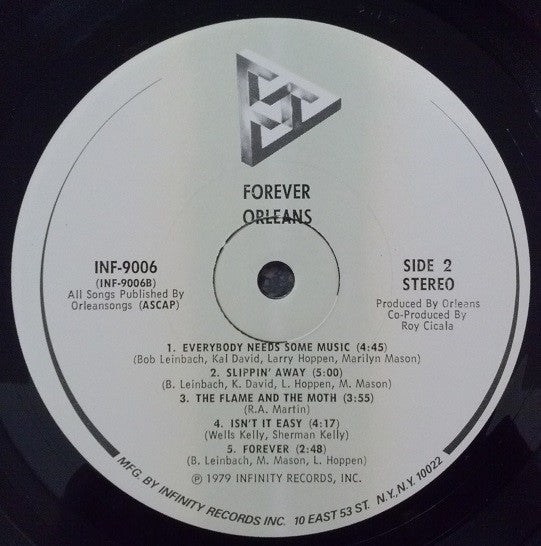 FOREVER
ORLEANS
INF-9006
(INF-9006B)
All Songs Published By
Orleansongs (ASCAP)
SIDE 2
STEREO
Produced By Orleans
Co-Produced By
Roy Cicala
1. EVERYBODY NEEDS SOME MUSIC (4:45)
(Bob Leinbach, Kal David, Larry Hoppen, Marilyn Mason)
2. SLIPPIN' AWAY (5:00)
(B. Leinbach, K. David, L. Hoppen, M. Mason)
3. THE FLAME AND THE MOTH (3:55)
(R.A. Martin)
4. ISN'T IT EASY (4:17)
(Wells Kelly, Sherman Kelly)
5. FOREVER (2:48)
(B. Leinbach, M. Mason, L. Hoppen)
℗ 1979 INFINITY RECORDS, INC.
MFG. BY INFINITY RECORDS INC. 10 EAST 53 ST. N.Y., N.Y. 10022